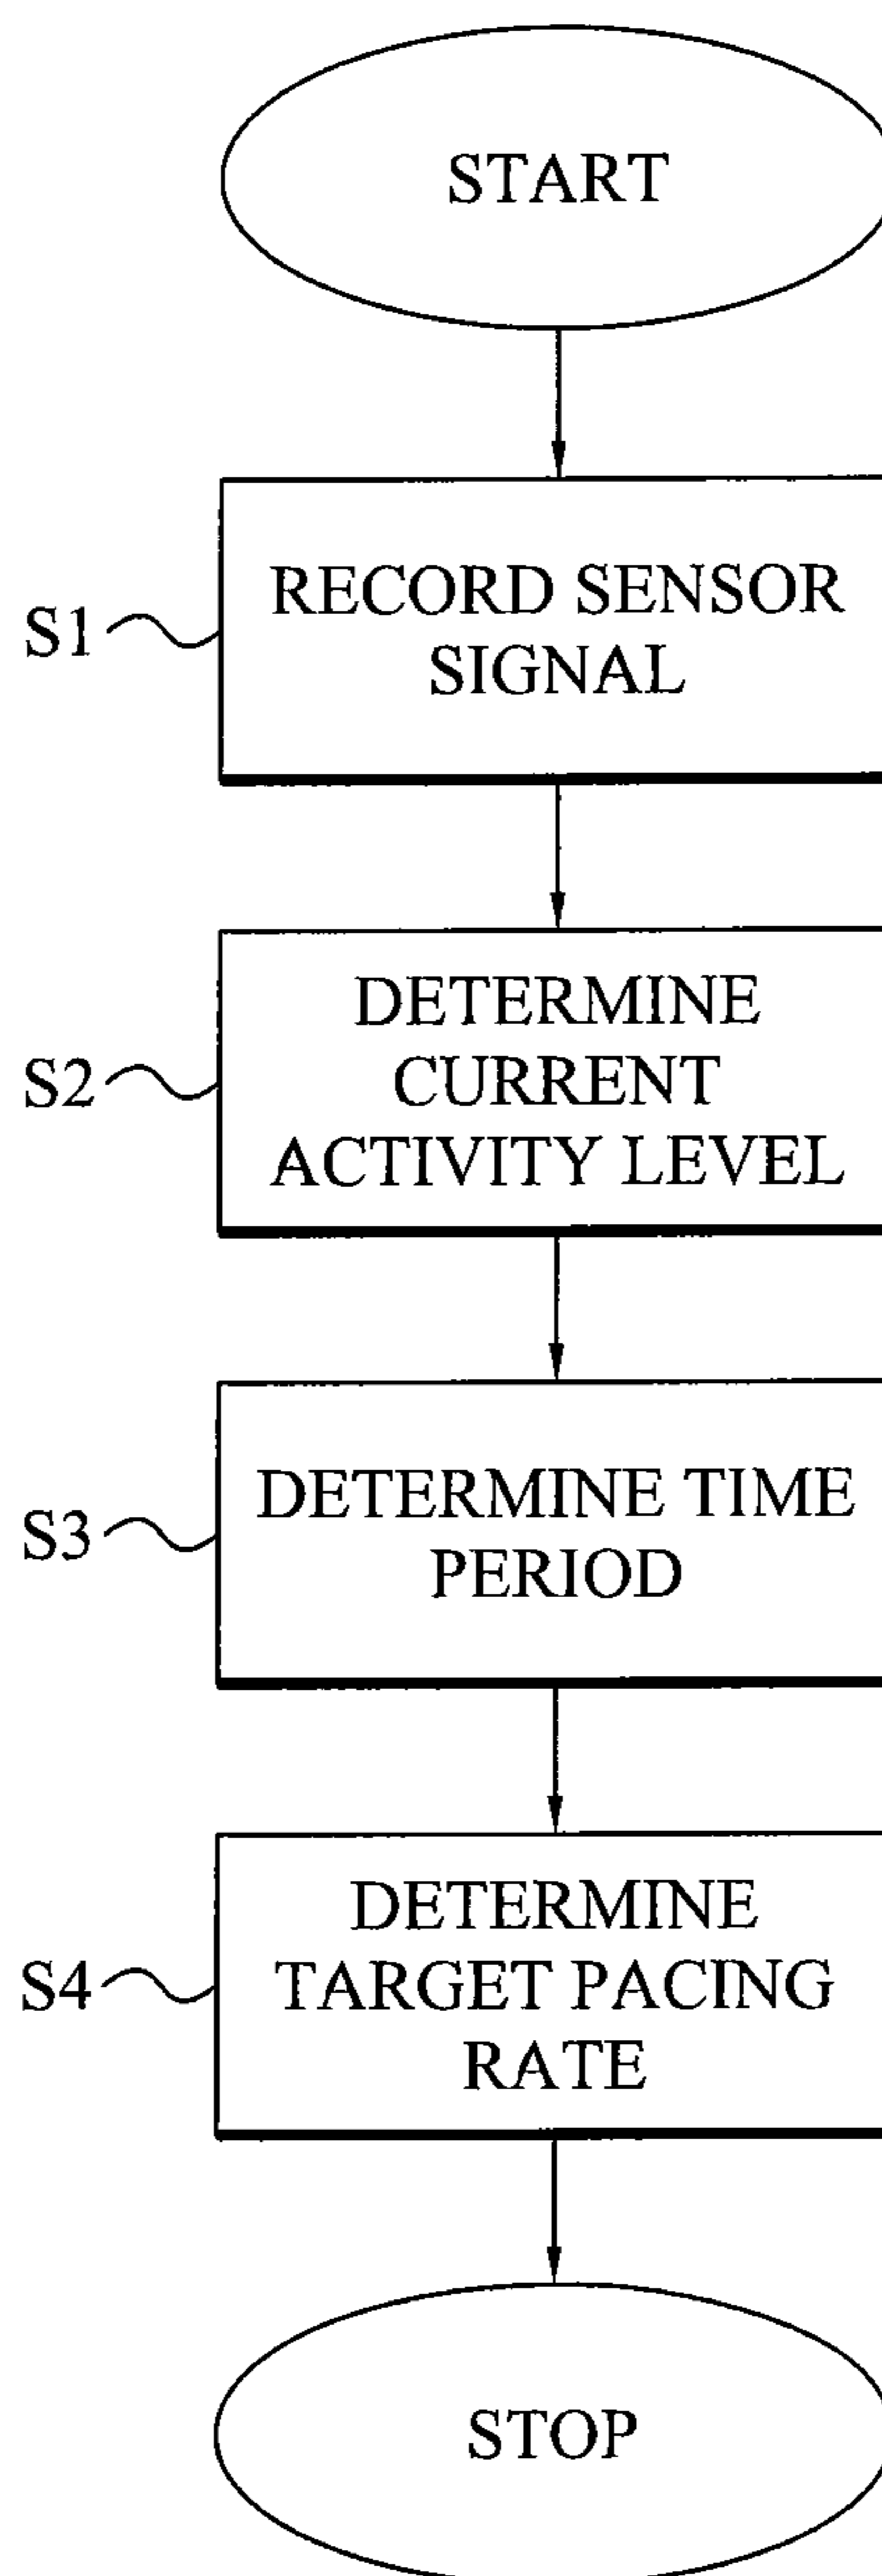 START
S1
RECORD SENSOR
SIGNAL
S2
DETERMINE
CURRENT
ACTIVITY LEVEL
S3
DETERMINE TIME
PERIOD
S4
DETERMINE
TARGET PACING
RATE
STOP